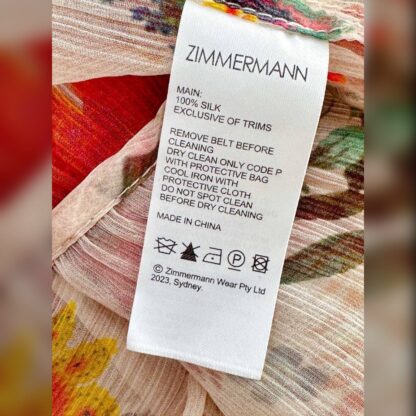 ZIMMERMANN
MAIN:
100% SILK
EXCLUSIVE OF TRIMS
REMOVE BELT BEFORE
CLEANING
DRY CLEAN ONLY CODE P
WITH PROTECTIVE BAG
COOL IRON WITH
PROTECTIVE CLOTH
DO NOT SPOT CLEAN
BEFORE DRY CLEANING
MADE IN CHINA
P
© Zimmermann Wear Pty Ltd
2023, Sydney.